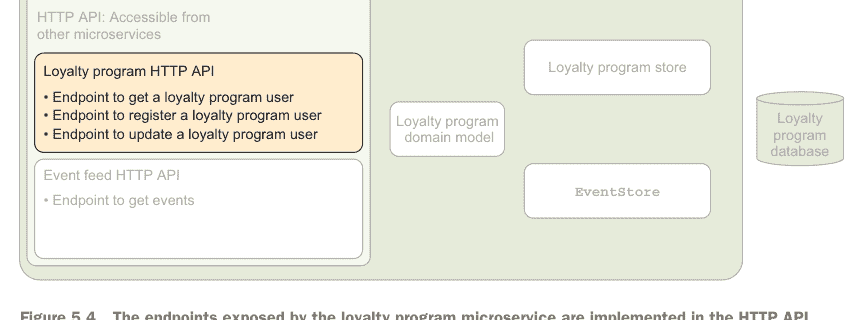 HTTP API: Accessible from
other microservices
Loyalty program HTTP API
• Endpoint to get a loyalty program user
• Endpoint to register a loyalty program user
• Endpoint to update a loyalty program user
Event feed HTTP API
• Endpoint to get events
Loyalty program
domain model
Loyalty program store
EventStore
Loyalty
program
database
Figure 5.4 The endpoints exposed by the loyalty program microservice are implemented in the HTTP API